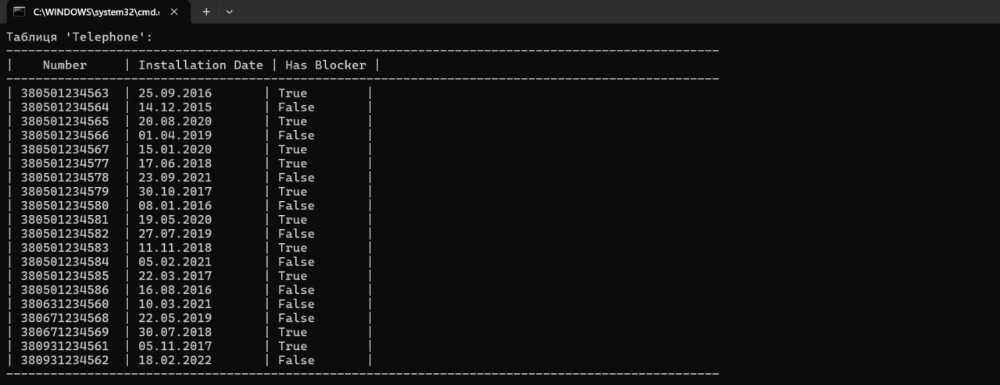 C:\WINDOWS\system32\cmd.e
Таблиця 'Telephone':
--------------------------------------------------------------------------------------------------
|    Number      | Installation Date | Has Blocker |
--------------------------------------------------------------------------------------------------
| 380501234563  | 25.09.2016       | True        |
| 380501234564  | 14.12.2015       | False       |
| 380501234565  | 20.08.2020       | True        |
| 380501234566  | 01.04.2019       | False       |
| 380501234567  | 15.01.2020       | True        |
| 380501234577  | 17.06.2018       | True        |
| 380501234578  | 23.09.2021       | False       |
| 380501234579  | 30.10.2017       | True        |
| 380501234580  | 08.01.2016       | False       |
| 380501234581  | 19.05.2020       | True        |
| 380501234582  | 27.07.2019       | False       |
| 380501234583  | 11.11.2018       | True        |
| 380501234584  | 05.02.2021       | False       |
| 380501234585  | 22.03.2017       | True        |
| 380501234586  | 16.08.2016       | False       |
| 380631234560  | 10.03.2021       | False       |
| 380671234568  | 22.05.2019       | False       |
| 380671234569  | 30.07.2018       | True        |
| 380931234561  | 05.11.2017       | True        |
| 380931234562  | 18.02.2022       | False       |
--------------------------------------------------------------------------------------------------